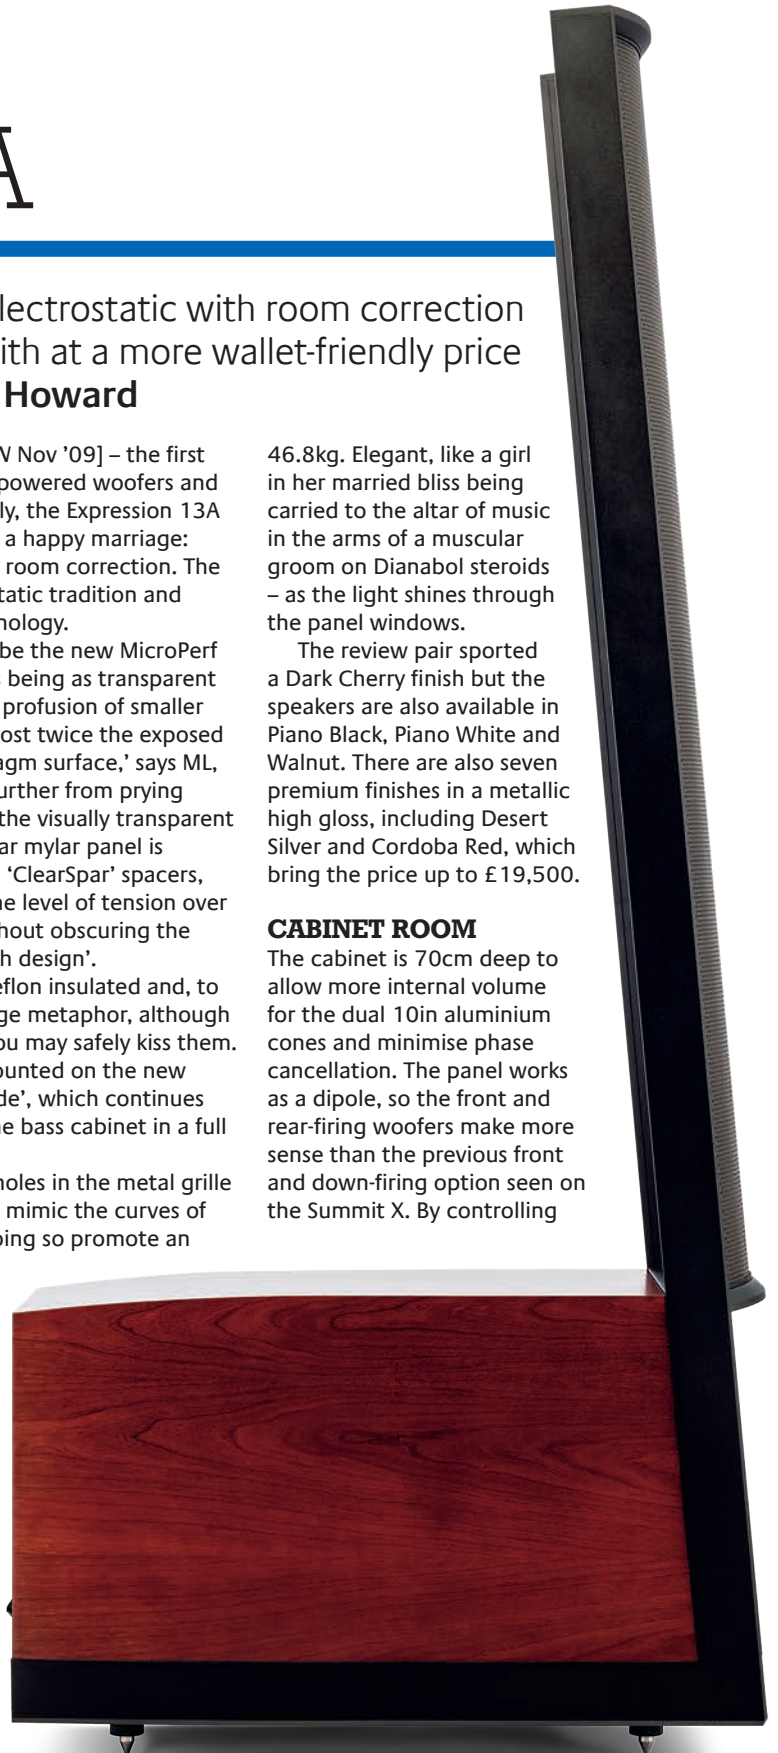 A
lectrostatic with room correction
ith at a more wallet-friendly price
Howard
W Nov '09] – the first
powered woofers and
ly, the Expression 13A
a happy marriage:
room correction. The
tatic tradition and
nology.
be the new MicroPerf
s being as transparent
profusion of smaller
ost twice the exposed
agm surface,' says ML,
urther from prying
the visually transparent
ar mylar panel is
'ClearSpar' spacers,
e level of tension over
hout obscuring the
h design'.
eflon insulated and, to
ge metaphor, although
ou may safely kiss them.
ounted on the new
de', which continues
e bass cabinet in a full
holes in the metal grille
mimic the curves of
oing so promote an
46.8kg. Elegant, like a girl
in her married bliss being
carried to the altar of music
in the arms of a muscular
groom on Dianabol steroids
– as the light shines through
the panel windows.
The review pair sported
a Dark Cherry finish but the
speakers are also available in
Piano Black, Piano White and
Walnut. There are also seven
premium finishes in a metallic
high gloss, including Desert
Silver and Cordoba Red, which
bring the price up to £19,500.
CABINET ROOM
The cabinet is 70cm deep to
allow more internal volume
for the dual 10in aluminium
cones and minimise phase
cancellation. The panel works
as a dipole, so the front and
rear-firing woofers make more
sense than the previous front
and down-firing option seen on
the Summit X. By controlling